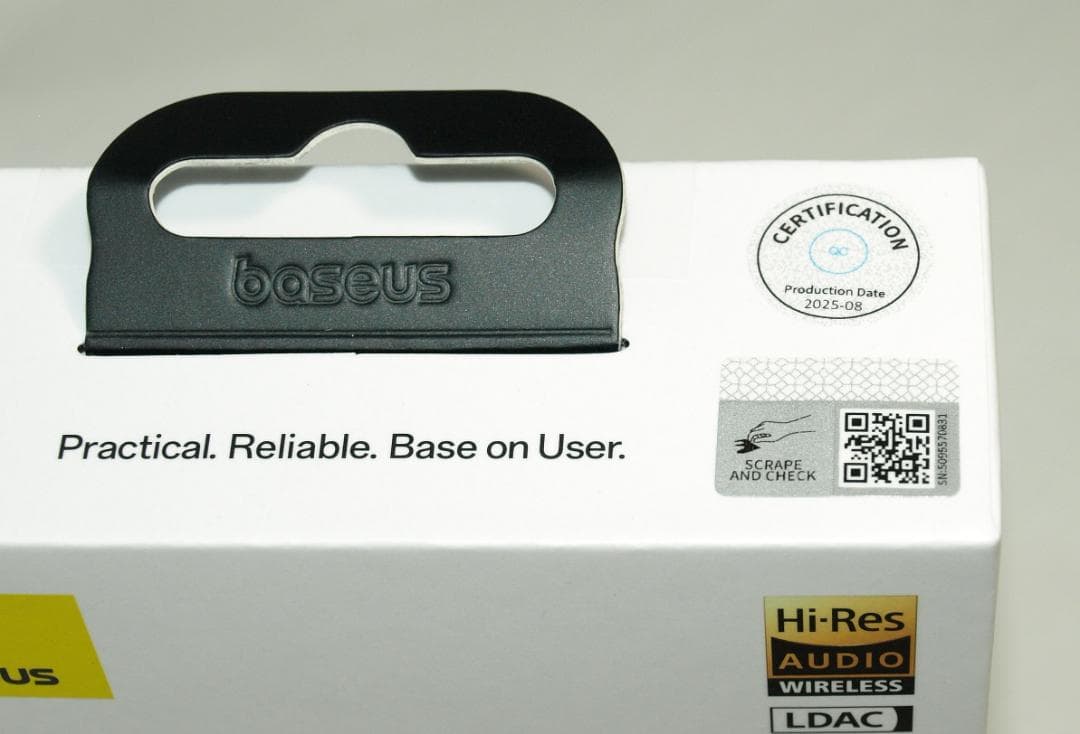 baseus
CERTIFICATION
QC
Production Date
2025-08
Practical. Reliable. Base on User.
SCRAPE
AND CHECK
SN:5095570831
us
Hi-Res
AUDIO
WIRELESS
LDAC